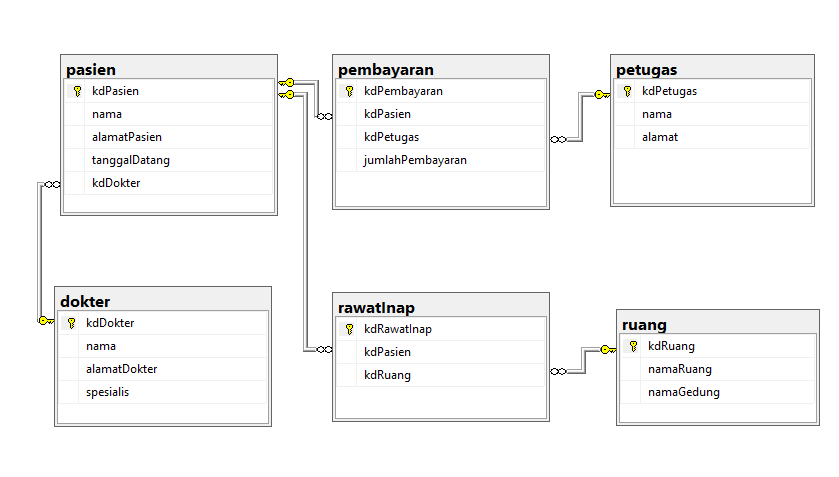 pasien
kdPasien
nama
alamatPasien
tanggalDatang
kdDokter
pembayaran
kdPembayaran
kdPasien
kdPetugas
jumlahPembayaran
petugas
kdPetugas
nama
alamat
dokter
kdDokter
nama
alamatDokter
spesialis
rawatInap
kdRawatInap
kdPasien
kdRuang
ruang
kdRuang
namaRuang
namaGedung